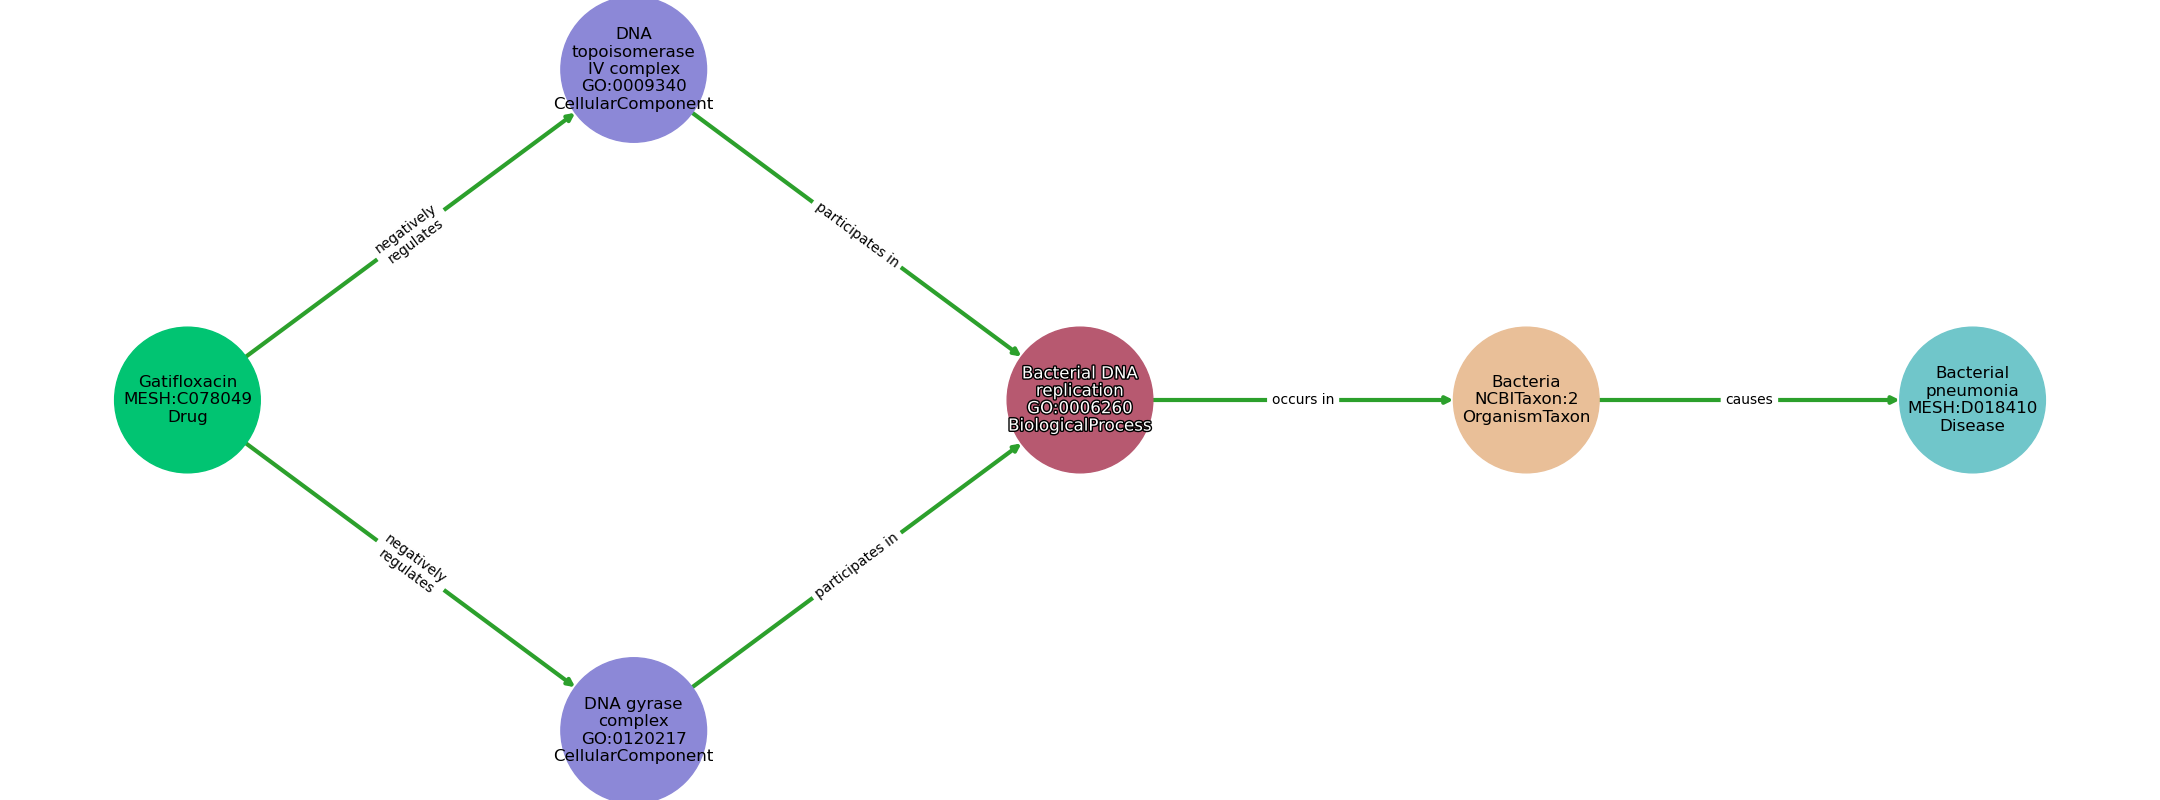 DNA
topoisomerase
IV complex
GO:0009340
CellularComponent
negatively
regulates
participates in
Gatifloxacin
MESH:C078049
Drug
Bacterial DNA
replication
GO:0006260
BiologicalProcess
occurs in
Bacteria
NCBITaxon:2
OrganismTaxon
causes
Bacterial
pneumonia
MESH:D018410
Disease
negatively
regulates
participates in
DNA gyrase
complex
GO:0120217
CellularComponent